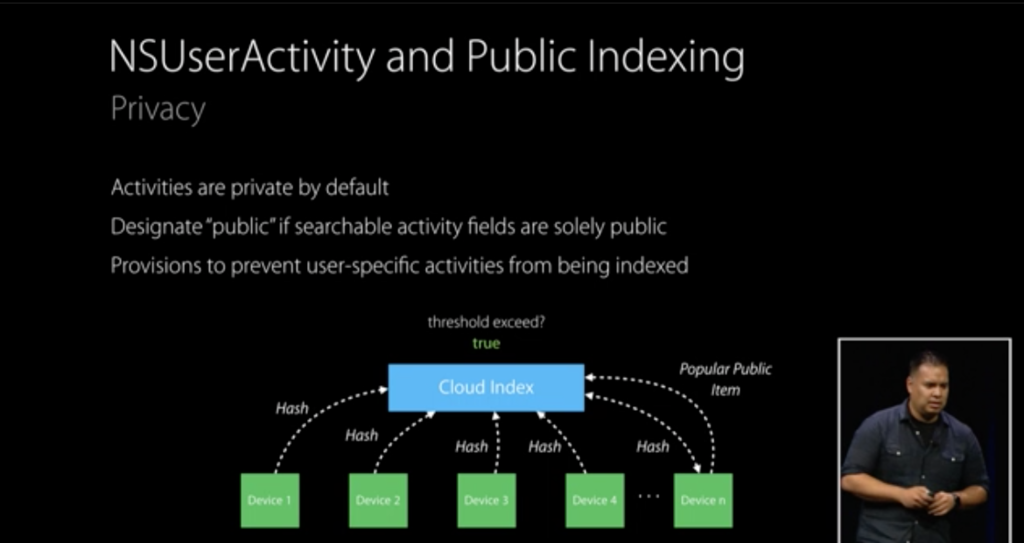 NSUserActivity and Public Indexing
Privacy
Activities are private by default
Designate “public” if searchable activity fields are solely public
Provisions to prevent user-specific activities from being indexed
threshold exceed?
true
Cloud Index
Popular Public
Item
Hash
Hash
Hash
Hash
Hash
Device 1
Device 2
Device 3
Device 4
...
Device n